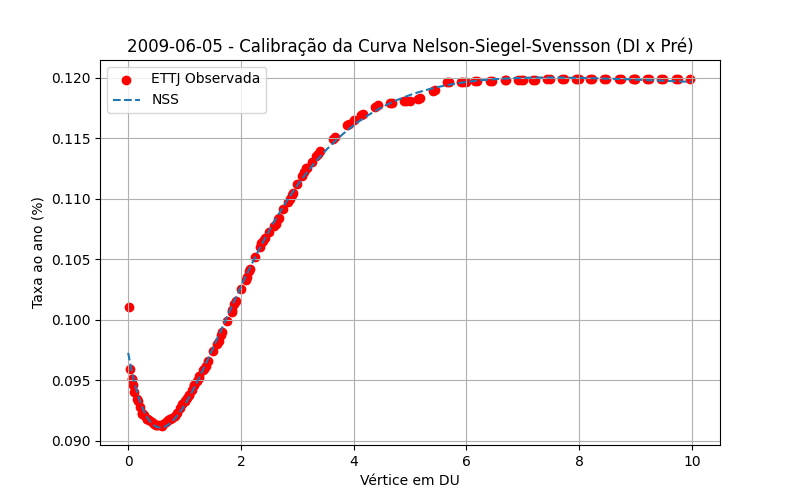 2009-06-05 - Calibração da Curva Nelson-Siegel-Svensson (DI x Pré)
ETTJ Observada
NSS
Taxa ao ano (%)
0.120
0.115
0.110
0.105
0.100
0.095
0.090
0 2 4 6 8 10
Vértice em DU